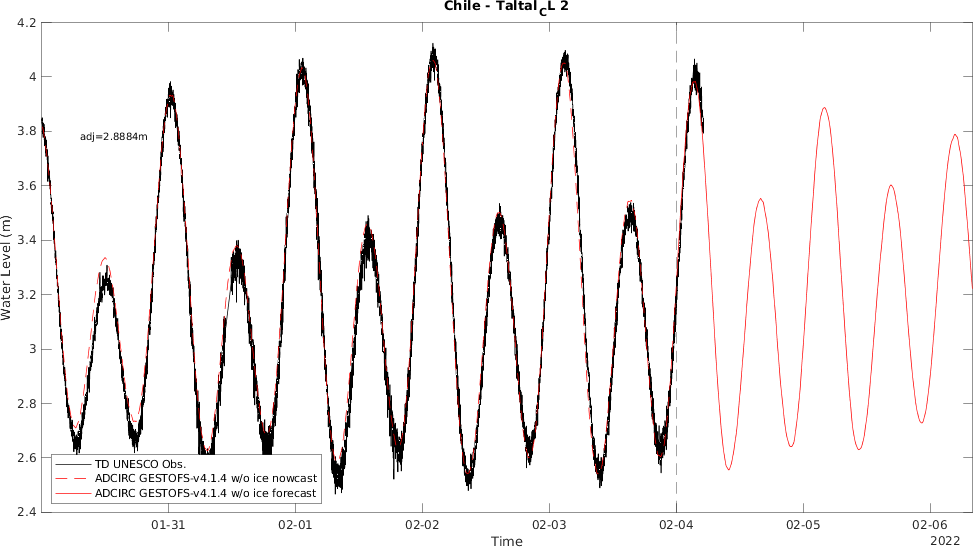 Chile - Taltal_CL 2
4.2
4
3.8
3.6
3.4
3.2
3
2.8
2.6
2.4
Water Level (m)
adj=2.8884m
TD UNESCO Obs.
ADCIRC GESTOFS-v4.1.4 w/o ice nowcast
ADCIRC GESTOFS-v4.1.4 w/o ice forecast
01-31
02-01
02-02
02-03
02-04
02-05
02-06
Time
2022